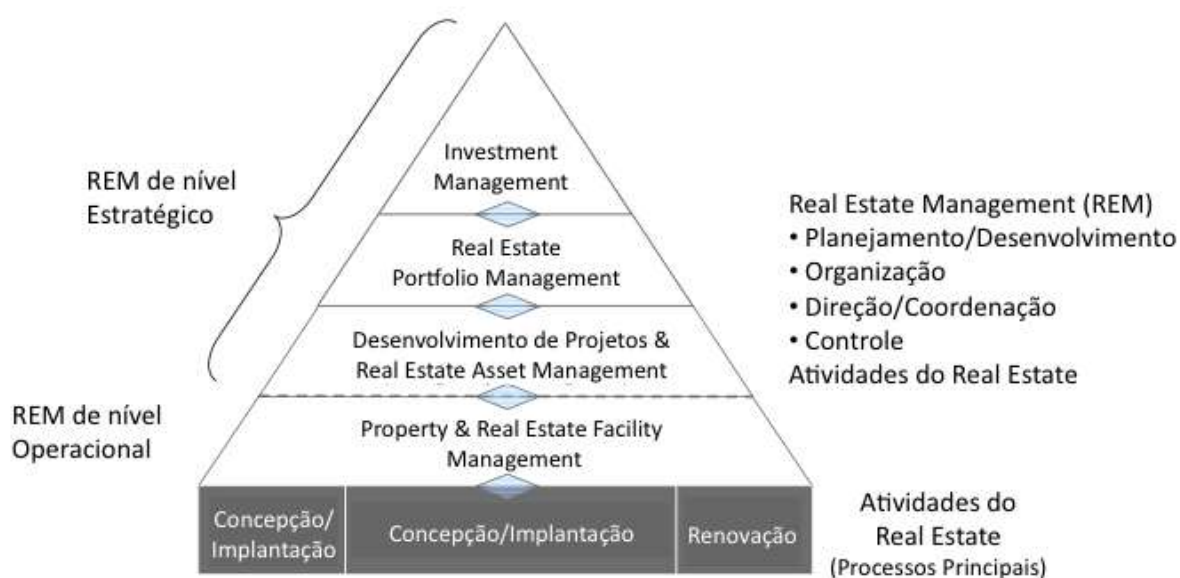 REM de nível
Estratégico
Investment
Management
Real Estate
Portfolio Management
Desenvolvimento de Projetos &
Real Estate Asset Management
REM de nível
Operacional
Property & Real Estate Facility
Management
Real Estate Management (REM)
• Planejamento/Desenvolvimento
• Organização
• Direção/Coordenação
• Controle
Atividades do Real Estate
Concepção/
Implantação
Concepção/Implantação
Renovação
Atividades do
Real Estate
(Processos Principais)